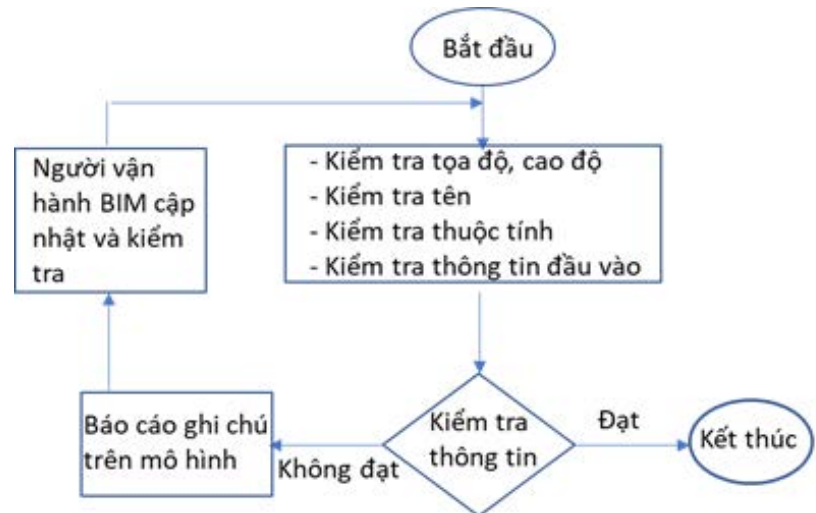 Bắt đầu
Người vận
hành BIM cập
nhật và kiểm
tra
- Kiểm tra tọa độ, cao độ
- Kiểm tra tên
- Kiểm tra thuộc tính
- Kiểm tra thông tin đầu vào
Báo cáo ghi chú
trên mô hình
Không đạt
Kiểm tra
thông tin
Đạt
Kết thúc